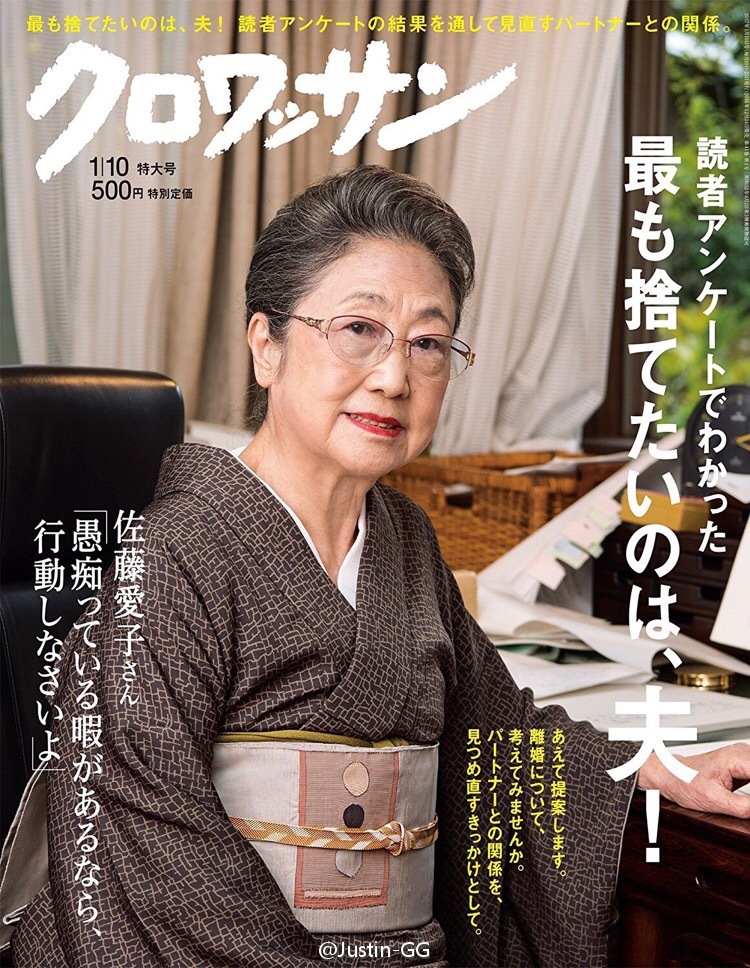 最も捨てたいのは、夫！ 読者アンケートの結果を通して見直すパートナーとの関係。
クロワッサン
1|10 特大号
500円 特別定価
読者アンケートでわかった
最も捨てたいのは、夫！
佐藤愛子さん
「愚痴っている暇があるなら、
行動しなさいよ」
あえて提案します。
離婚について、
考えてみませんか。
パートナーとの関係を、
見つめ直すきっかけとして。
@Justin-GG